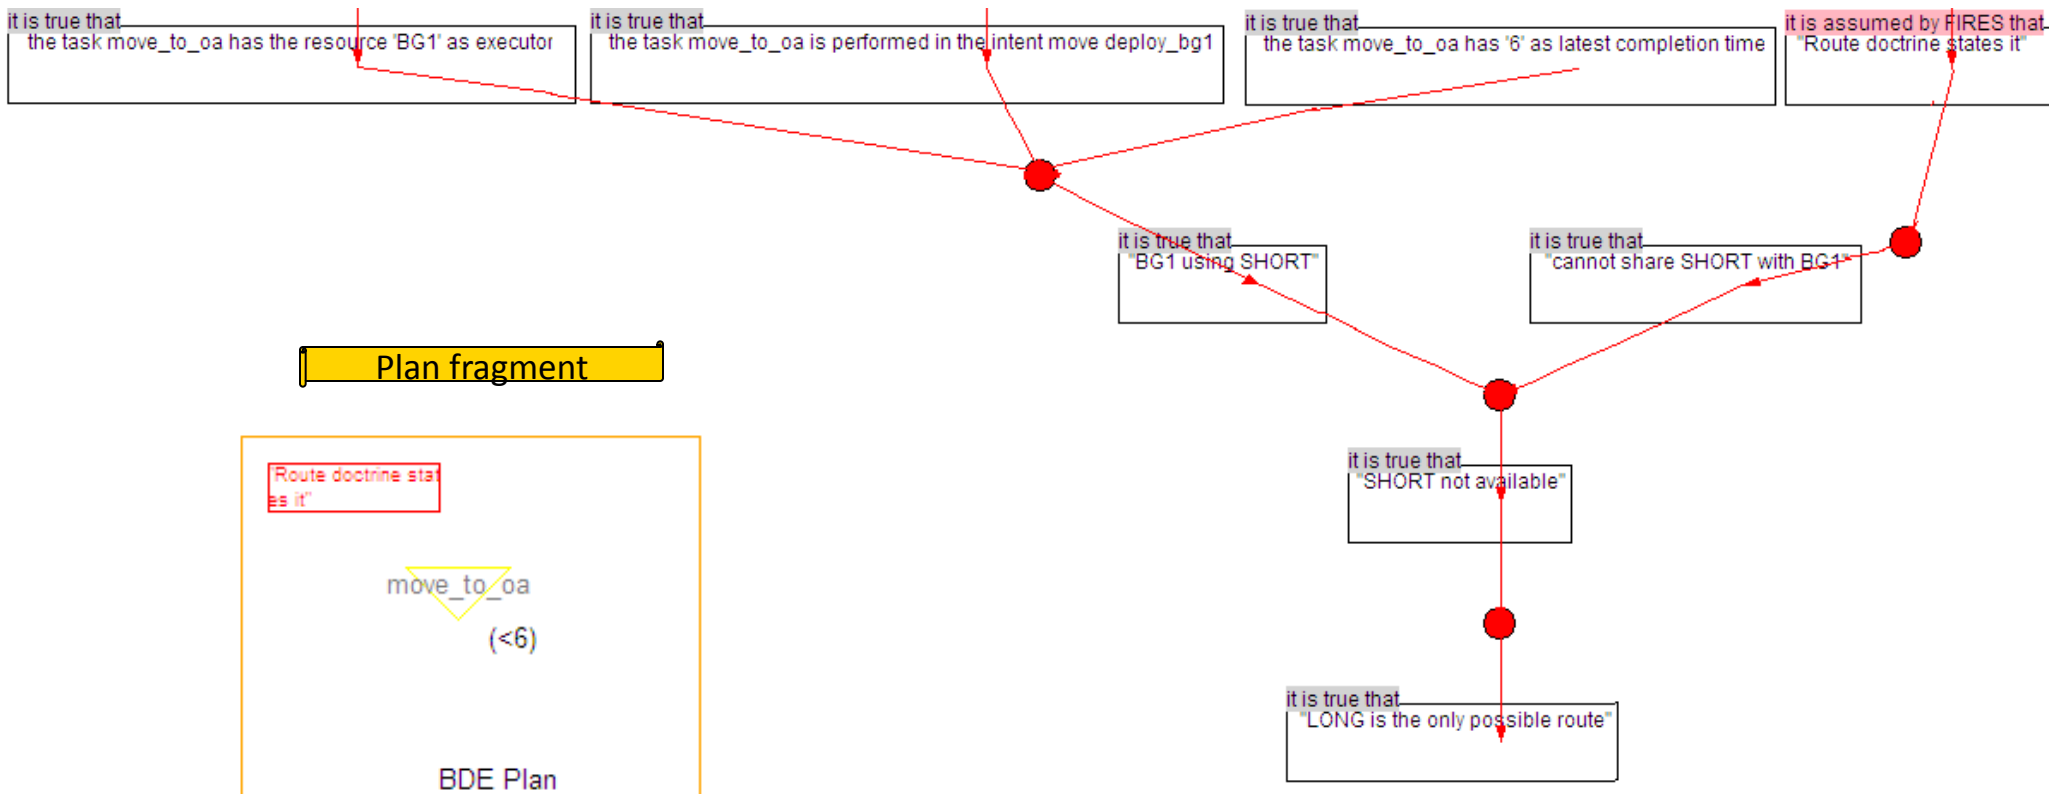 it is true that
the task move_to_oa has the resource 'BG1' as executor
it is true that
the task move_to_oa is performed in the intent move deploy_bg1
it is true that
the task move_to_oa has '6' as latest completion time
it is assumed by FIRES that
"Route doctrine states it"
it is true that
"BG1 using SHORT"
it is true that
"cannot share SHORT with BG1"
Plan fragment
"Route doctrine stat
es it"
move_to_oa
(<6)
BDE Plan
it is true that
"SHORT not available"
it is true that
"LONG is the only possible route"